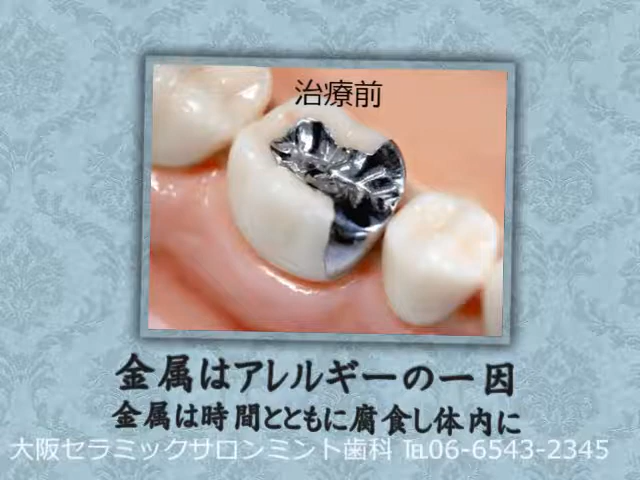 治療前
金属はアレルギーの一因
金属は時間とともに腐食し体内に
大阪セラミックサロンミント歯科 ℡06-6543-2345